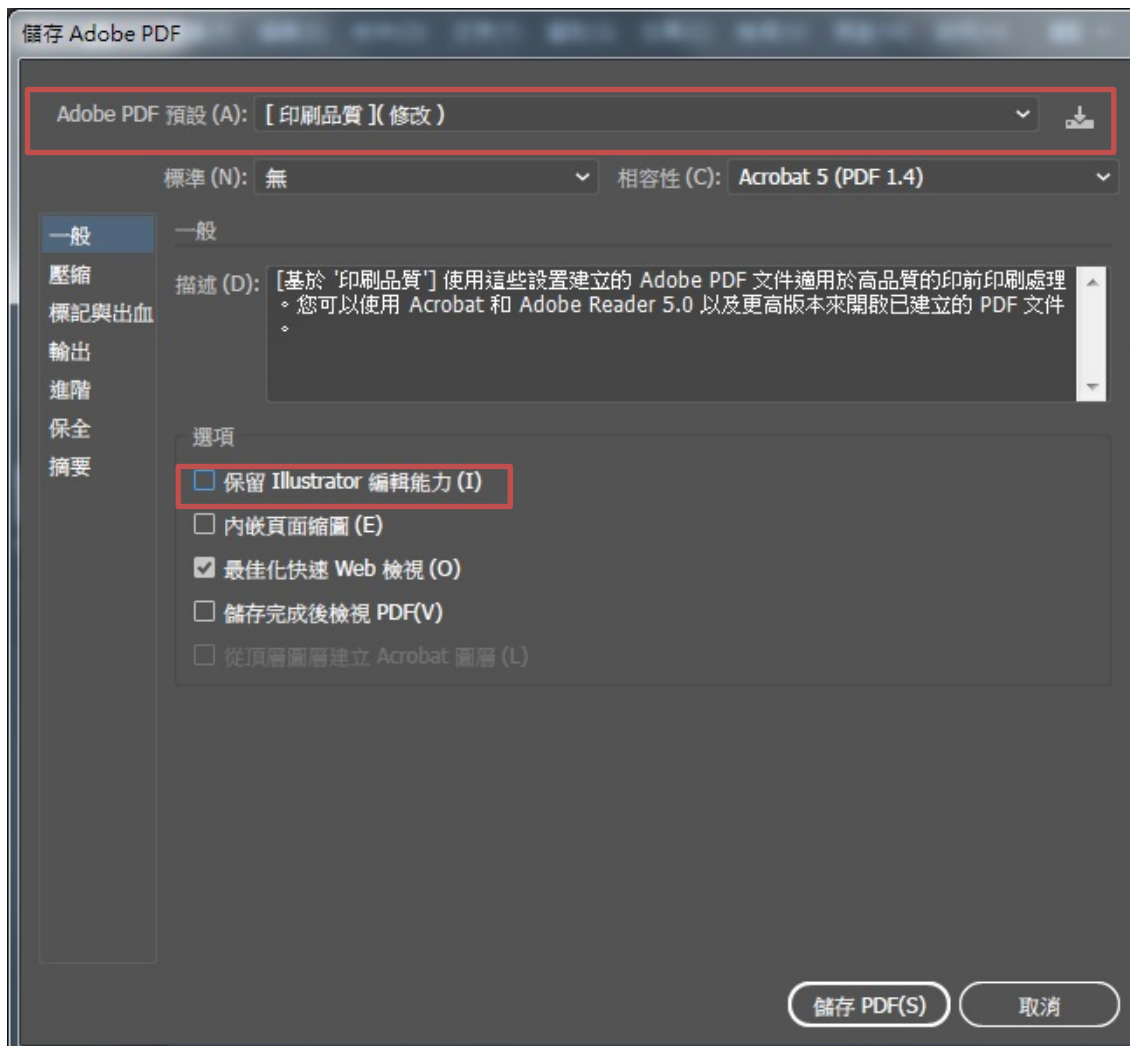 儲存 Adobe PDF
Adobe PDF 預設 (A): [ 印刷品質 ]( 修改 )
標準 (N): 無 相容性 (C): Acrobat 5 (PDF 1.4)
一般
壓縮
標記與出血
輸出
進階
保全
摘要
一般
描述 (D): [基於 '印刷品質'] 使用這些設置建立的 Adobe PDF 文件適用於高品質的印前印刷處理
。您可以使用 Acrobat 和 Adobe Reader 5.0 以及更高版本來開啟已建立的 PDF 文件
。
選項
保留 Illustrator 編輯能力 (I)
內嵌頁面縮圖 (E)
最佳化快速 Web 檢視 (O)
儲存完成後檢視 PDF(V)
從頂層圖層建立 Acrobat 圖層 (L)
儲存 PDF(S) 取消